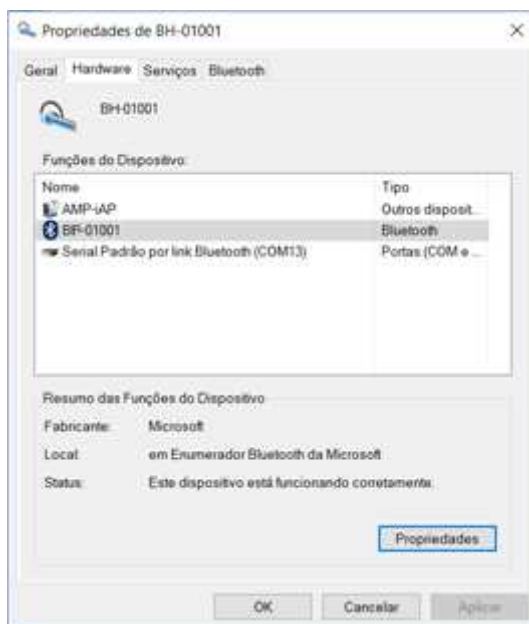 Propriedades de BH-01001
Geral Hardware Serviços Bluetooth
BH-01001
Funções do Dispositivo:
Nome Tipo
AMP-iAP Outros disposit...
BH-01001 Bluetooth
Serial Padrão por link Bluetooth (COM13) Portas (COM e ...
Resumo das Funções do Dispositivo
Fabricante: Microsoft
Local: em Enumerador Bluetooth da Microsoft
Status: Este dispositivo está funcionando corretamente.
Propriedades
OK Cancelar Aplicar